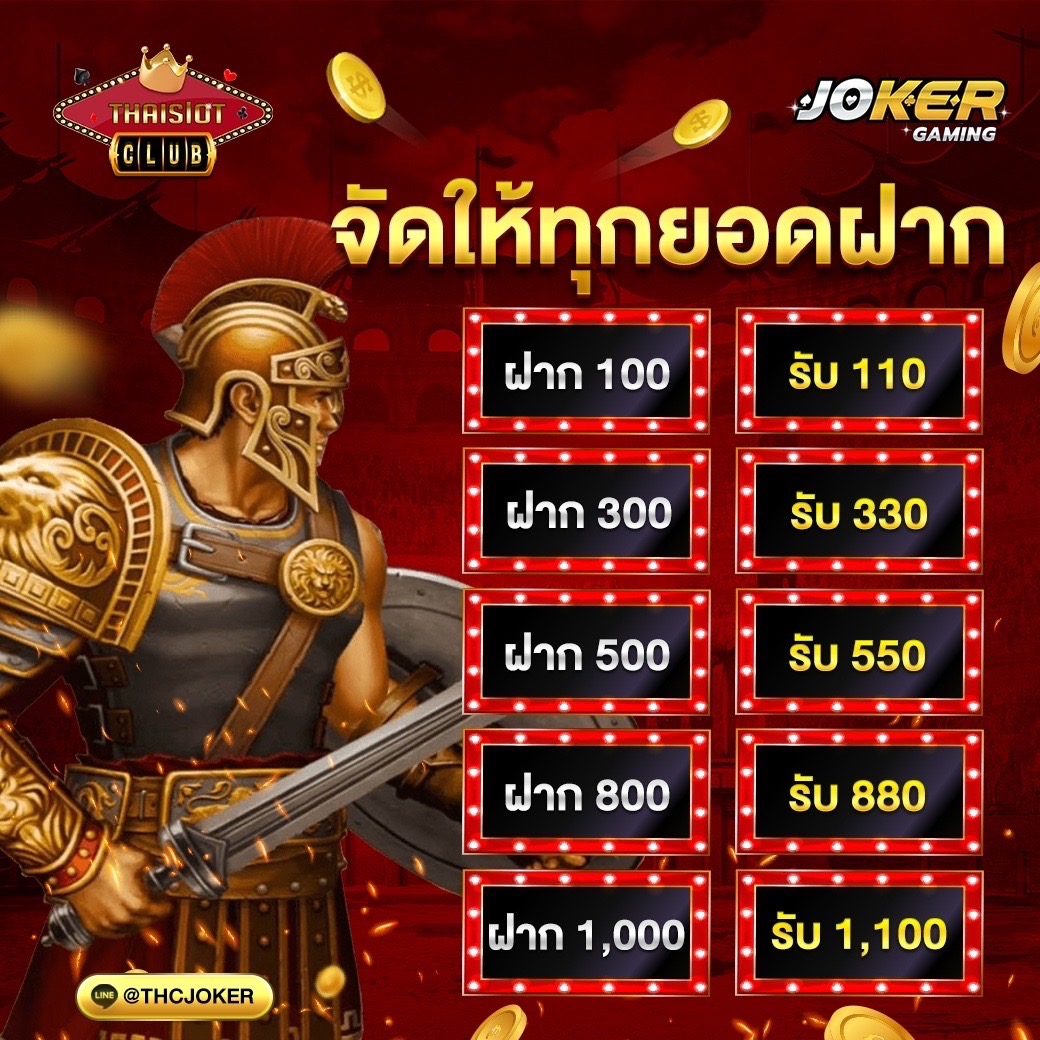 THAISlOT
CLUB
JOKER
GAMING
จัดให้ทุกยอดฝาก
ฝาก 100 รับ 110
ฝาก 300 รับ 330
ฝาก 500 รับ 550
ฝาก 800 รับ 880
ฝาก 1,000 รับ 1,100
LINE @THCJOKER